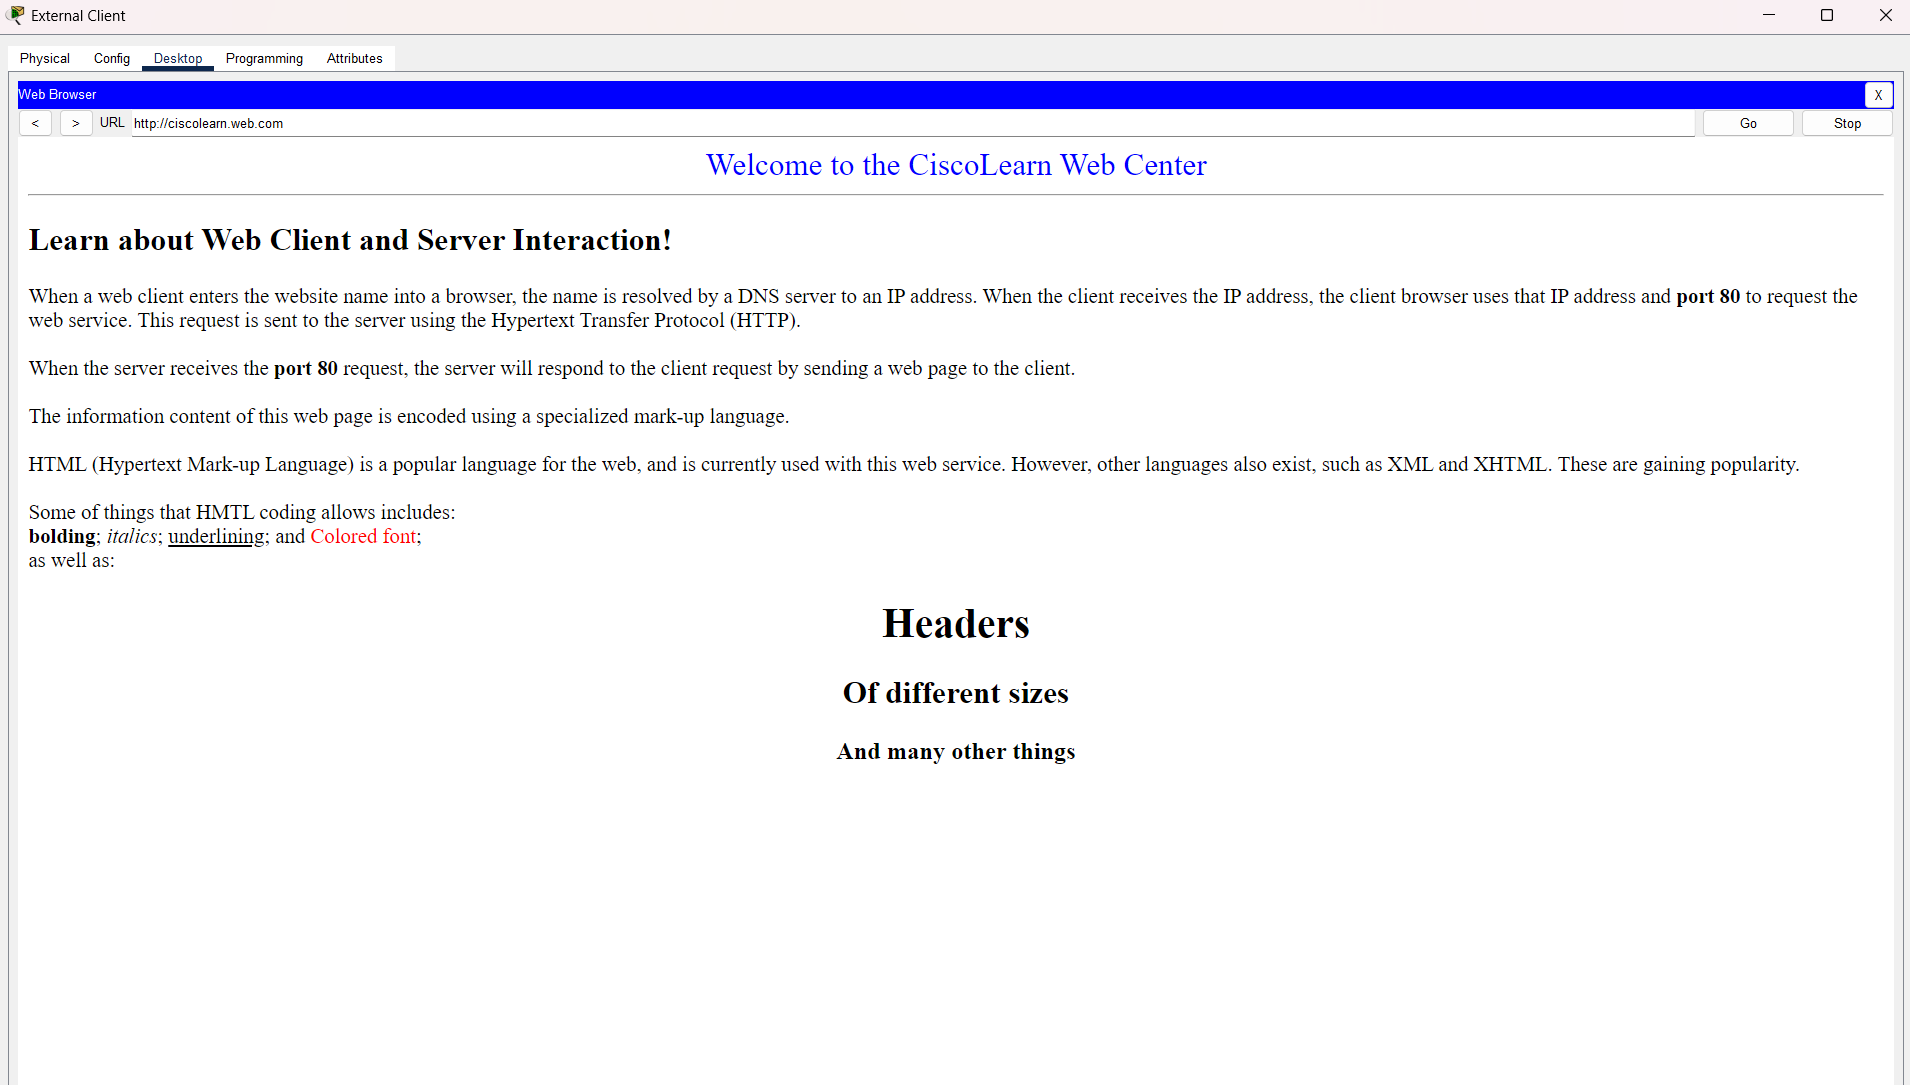 External Client
Physical Config Desktop Programming Attributes
Web Browser X
< > URL http://ciscolearn.web.com Go Stop
Welcome to the CiscoLearn Web Center
Learn about Web Client and Server Interaction!
When a web client enters the website name into a browser, the name is resolved by a DNS server to an IP address. When the client receives the IP address, the client browser uses that IP address and port 80 to request the
web service. This request is sent to the server using the Hypertext Transfer Protocol (HTTP).
When the server receives the port 80 request, the server will respond to the client request by sending a web page to the client.
The information content of this web page is encoded using a specialized mark-up language.
HTML (Hypertext Mark-up Language) is a popular language for the web, and is currently used with this web service. However, other languages also exist, such as XML and XHTML. These are gaining popularity.
Some of things that HMTL coding allows includes:
bolding; italics; underlining; and Colored font;
as well as:
Headers
Of different sizes
And many other things